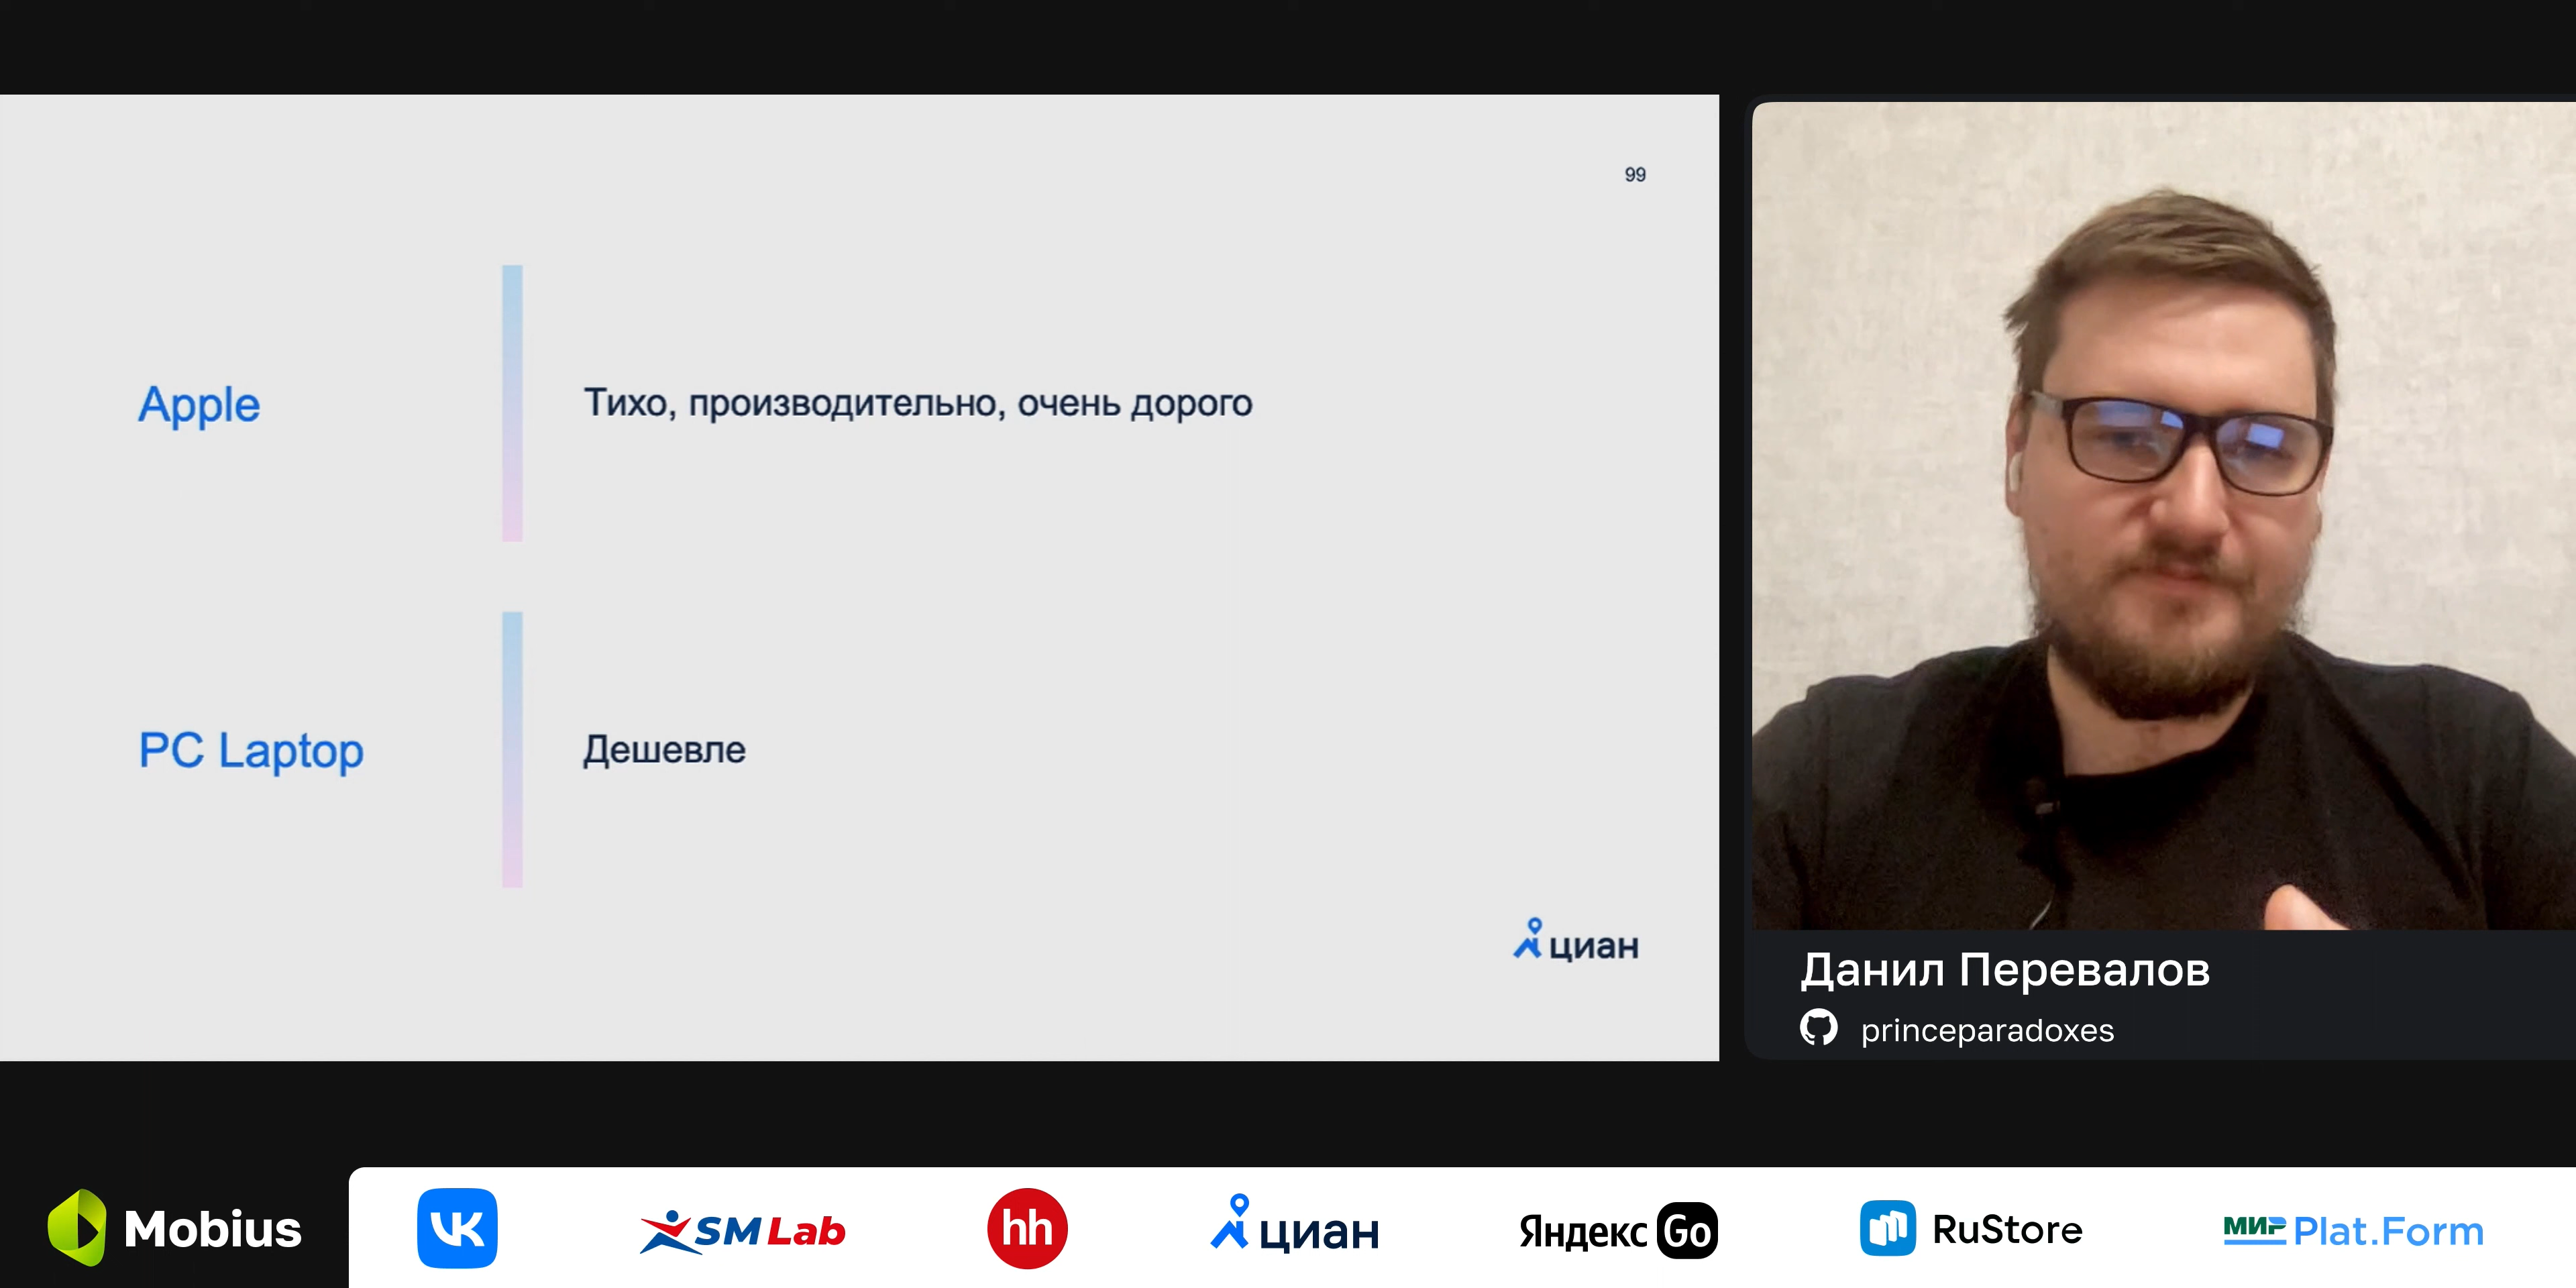 99
Apple
Тихо, производительно, очень дорого
PC Laptop
Дешевле
циан
Данил Перевалов
princeparadoxes
Mobius
VK
SM Lab
hh
циан
Яндекс Go
RuStore
МИР Plat.Form